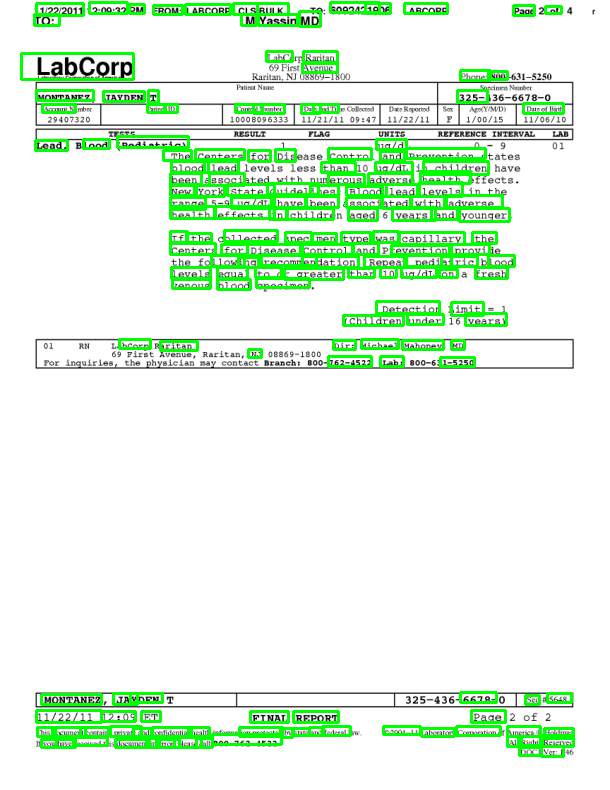 11/22/2011 12:09:32 PM FROM: LABCORP CLS BULK TO: 6092421906 LABCORP Page 2 of 4
TO: M Yassin MD
LabCorp
LabCorp Raritan
69 First Avenue
Raritan, NJ 08869-1800
Phone: 800-631-5250
Patient Name Specimen Number
MONTANEZ, JAYDEN T 325-436-6678-0
Account Number Patient ID Control Number Date and Time Collected Date Reported Sex Age(Y/M/D) Date of Birth
29407320 10008096333 11/21/11 09:47 11/22/11 F 1/00/15 11/06/10
TESTS RESULT FLAG UNITS REFERENCE INTERVAL LAB
Lead, Blood (Pediatric) 1 ug/dL 0 - 9 01
The Centers for Disease Control and Prevention states
blood lead levels less than 10 ug/dL in children have
been associated with numerous adverse health effects.
New York State guidelines: Blood lead levels in the
range 5-9 ug/dL have been associated with adverse
health effects in children aged 6 years and younger.
If the collected specimen type was capillary, the
Centers for Disease Control and Prevention provide
the following recommendation: Repeat pediatric blood
levels equal to or greater than 10 ug/dL on a fresh
venous blood specimen.
Detection Limit = 1
(Children under 16 years)
01 RN LabCorp Raritan Dir: Michael Mahoney, MD
69 First Avenue, Raritan, NJ 08869-1800
For inquiries, the physician may contact Branch: 800-762-4522 Lab: 800-631-5250
MONTANEZ, JAYDEN T 325-436-6678-0 Seq # 5648
11/22/11 12:09 ET FINAL REPORT Page 2 of 2
This document contains private and confidential health information protected by state and federal law. ©2004-11 Laboratory Corporation of America ® Holdings
If you have received this document in error, please call 800-762-4522 All Rights Reserved
DOC1 Ver: 1.46